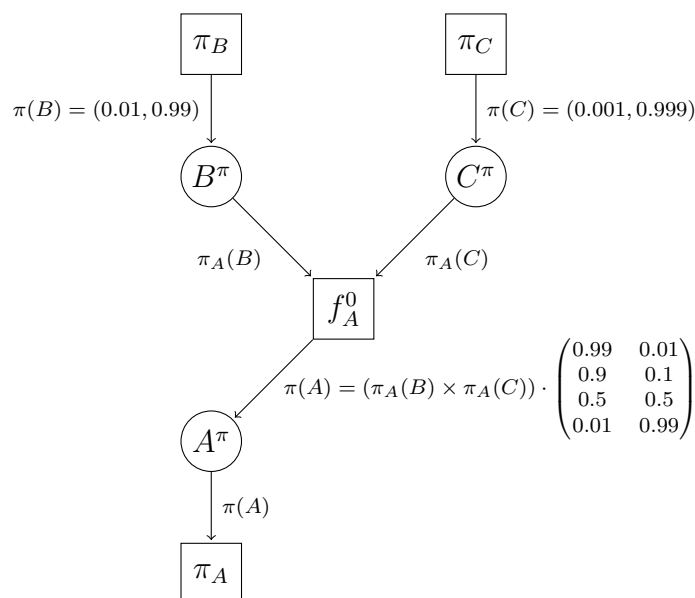 π_B π_C
π(B) = (0.01, 0.99) π(C) = (0.001, 0.999)
B^π C^π
π_A(B) π_A(C)
f_A^0
π(A) = (π_A(B) × π_A(C)) · (0.99 0.01
0.9 0.1
0.5 0.5
0.01 0.99)
A^π
π(A)
π_A